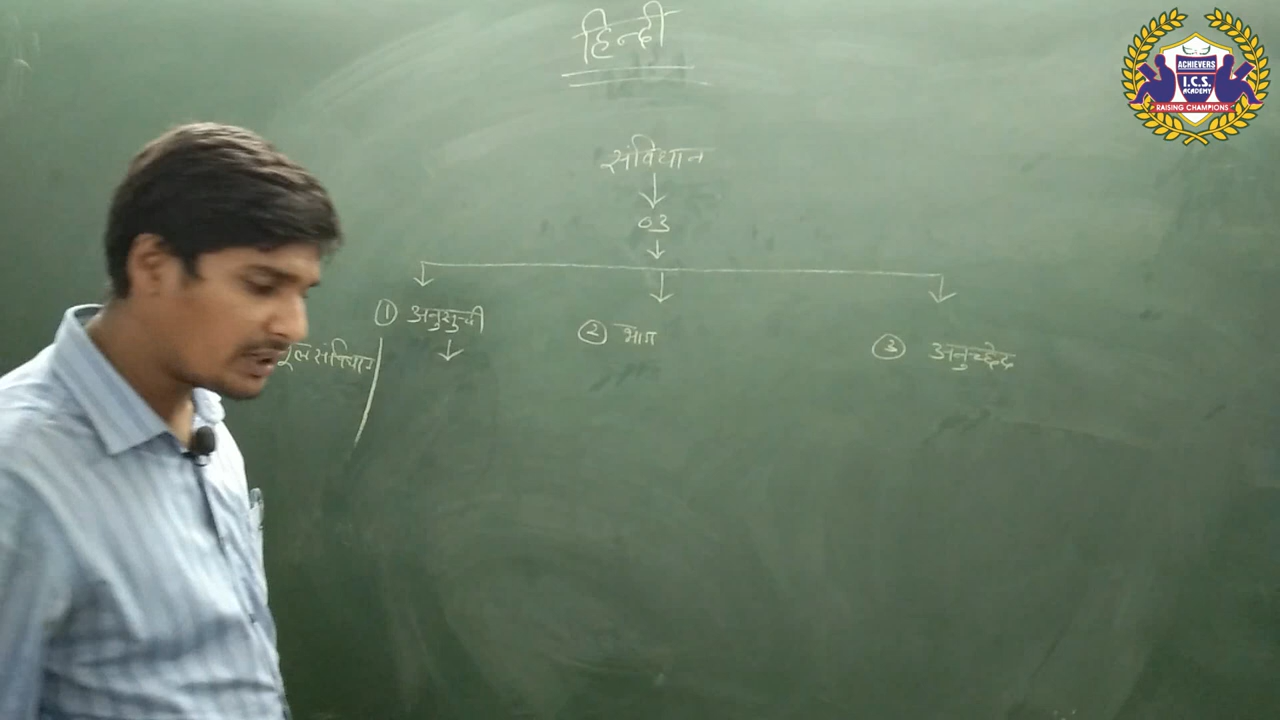 हिन्दी
संविधान
03
① अनुसुची
② भाग
③ अनुच्छेद
संविधान
ACHIEVERS
I.C.S.
ACADEMY
RAISING CHAMPIONS